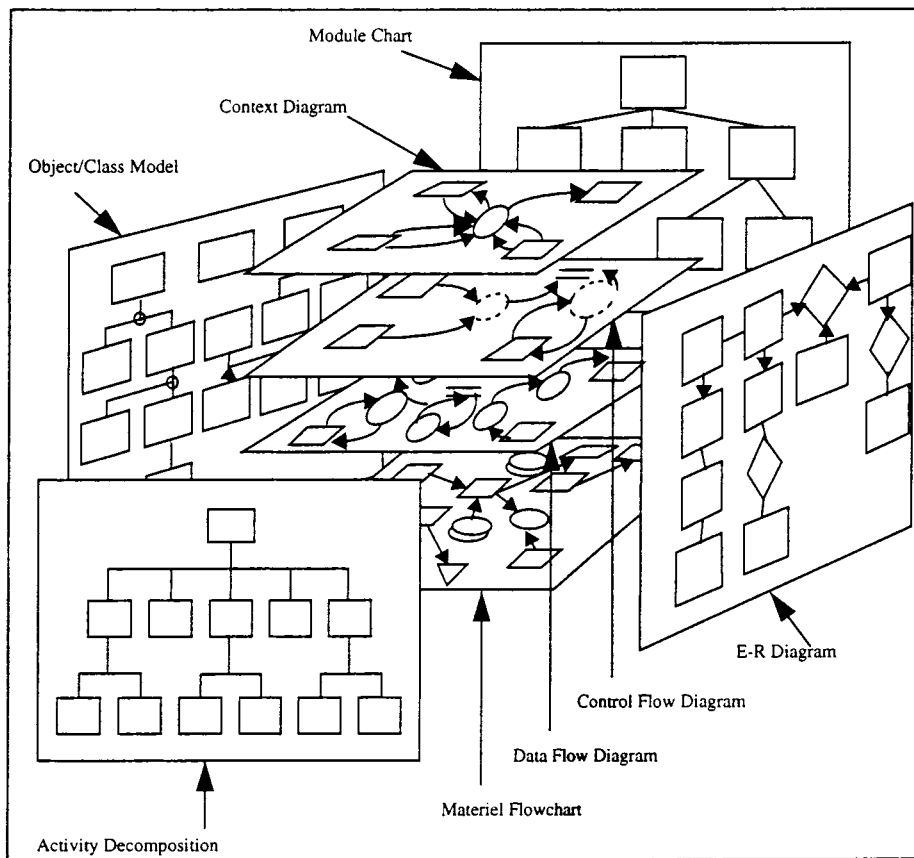 Module Chart
Context Diagram
Object/Class Model
E-R Diagram
Control Flow Diagram
Data Flow Diagram
Materiel Flowchart
Activity Decomposition